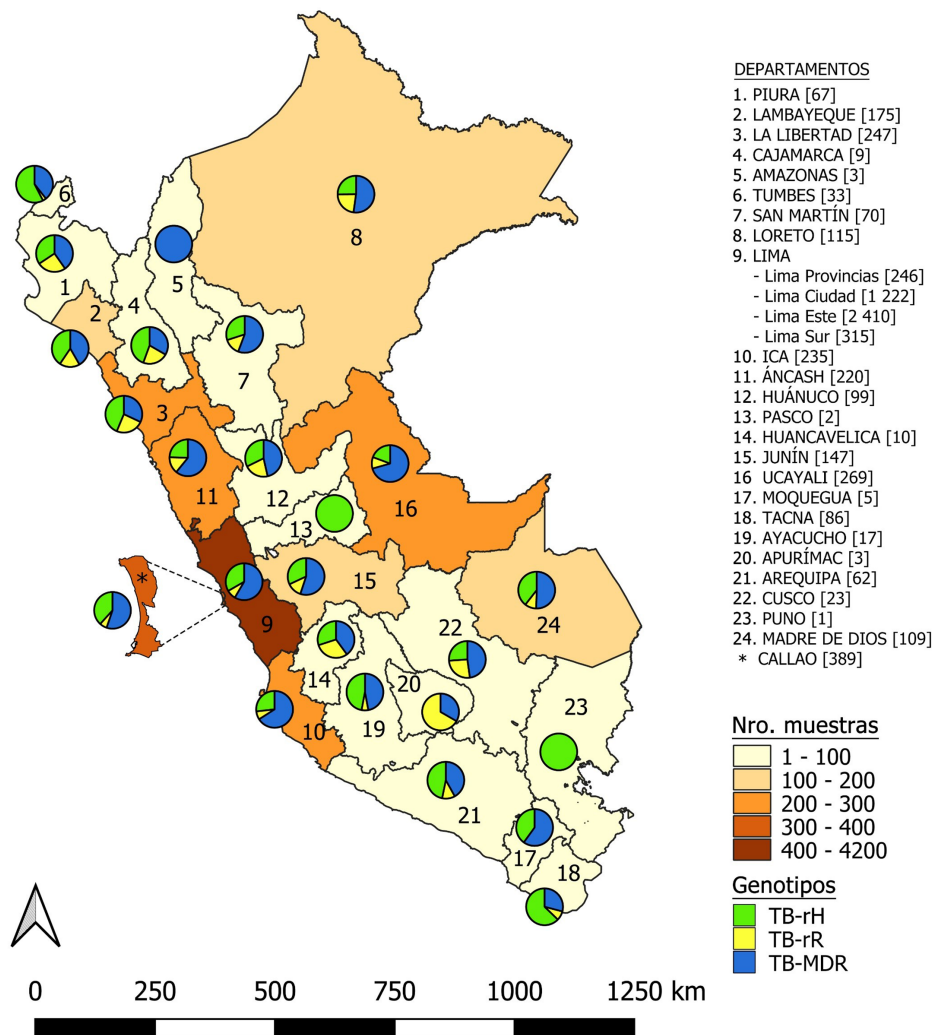 DEPARTAMENTOS
1. PIURA [67]
2. LAMBAYEQUE [175]
3. LA LIBERTAD [247]
4. CAJAMARCA [9]
5. AMAZONAS [3]
6. TUMBES [33]
7. SAN MARTÍN [70]
8. LORETO [115]
9. LIMA
- Lima Provincias [246]
- Lima Ciudad [1 222]
- Lima Este [2 410]
- Lima Sur [315]
10. ICA [235]
11. ÁNCASH [220]
12. HUÁNUCO [99]
13. PASCO [2]
14. HUANCAVELICA [10]
15. JUNÍN [147]
16 UCAYALI [269]
17. MOQUEGUA [5]
18. TACNA [86]
19. AYACUCHO [17]
20. APURÍMAC [3]
21. AREQUIPA [62]
22. CUSCO [23]
23. PUNO [1]
24. MADRE DE DIOS [109]
* CALLAO [389]
Nro. muestras
1 - 100
100 - 200
200 - 300
300 - 400
400 - 4200
Genotipos
TB-rH
TB-rR
TB-MDR
6
8
1
5
4
2
7
3
11
12
16
13
*
15
9
24
22
14
20
23
19
10
21
17
18
0 250 500 750 1000 1250 km